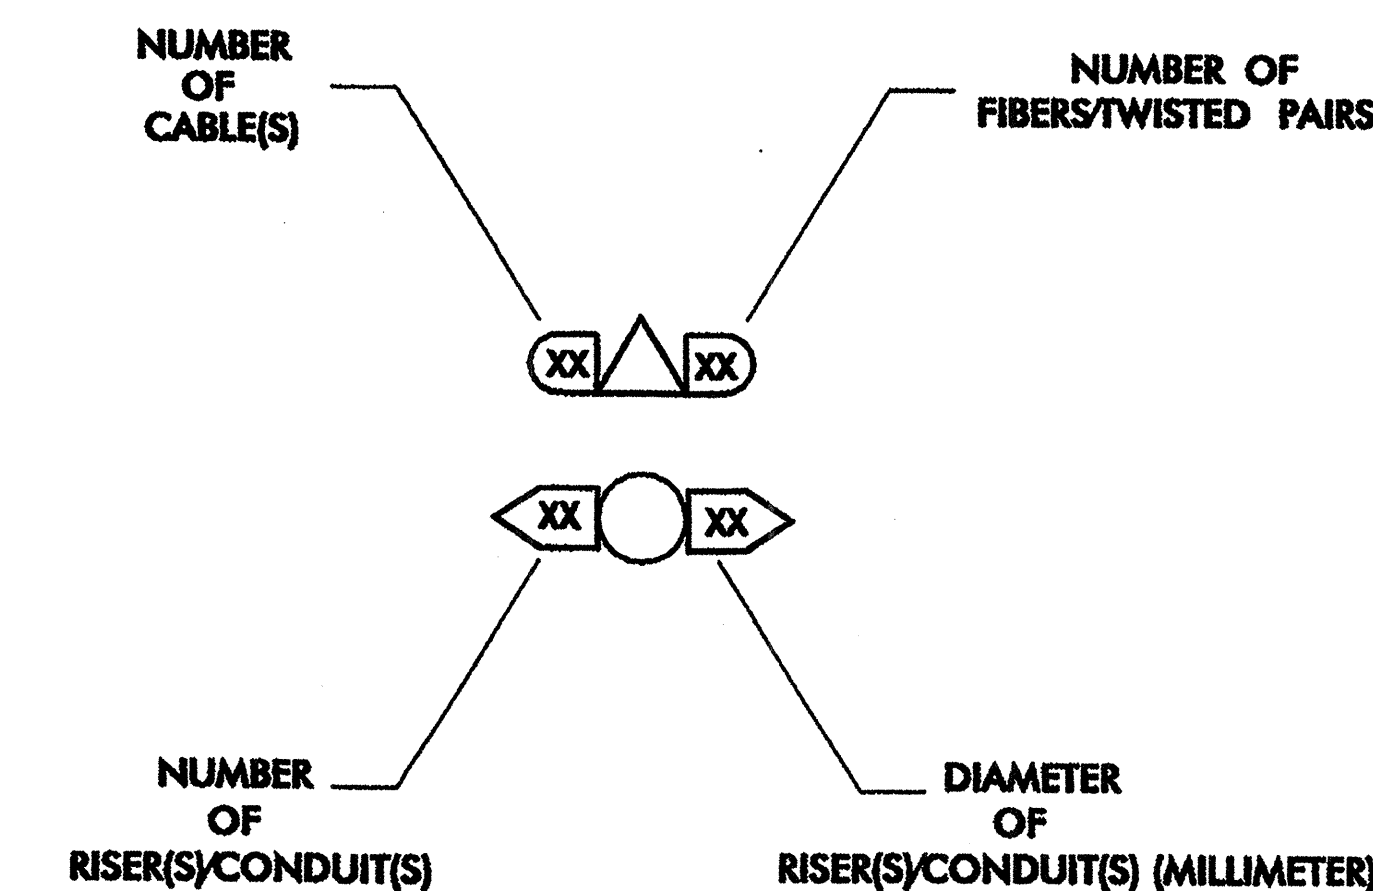 NUMBER
OF
CABLE(S)
NUMBER OF
FIBERS/TWISTED PAIRS
XX XX
XX XX
NUMBER
OF
RISER(S)/CONDUIT(S)
DIAMETER
OF
RISER(S)/CONDUIT(S) (MILLIMETER)